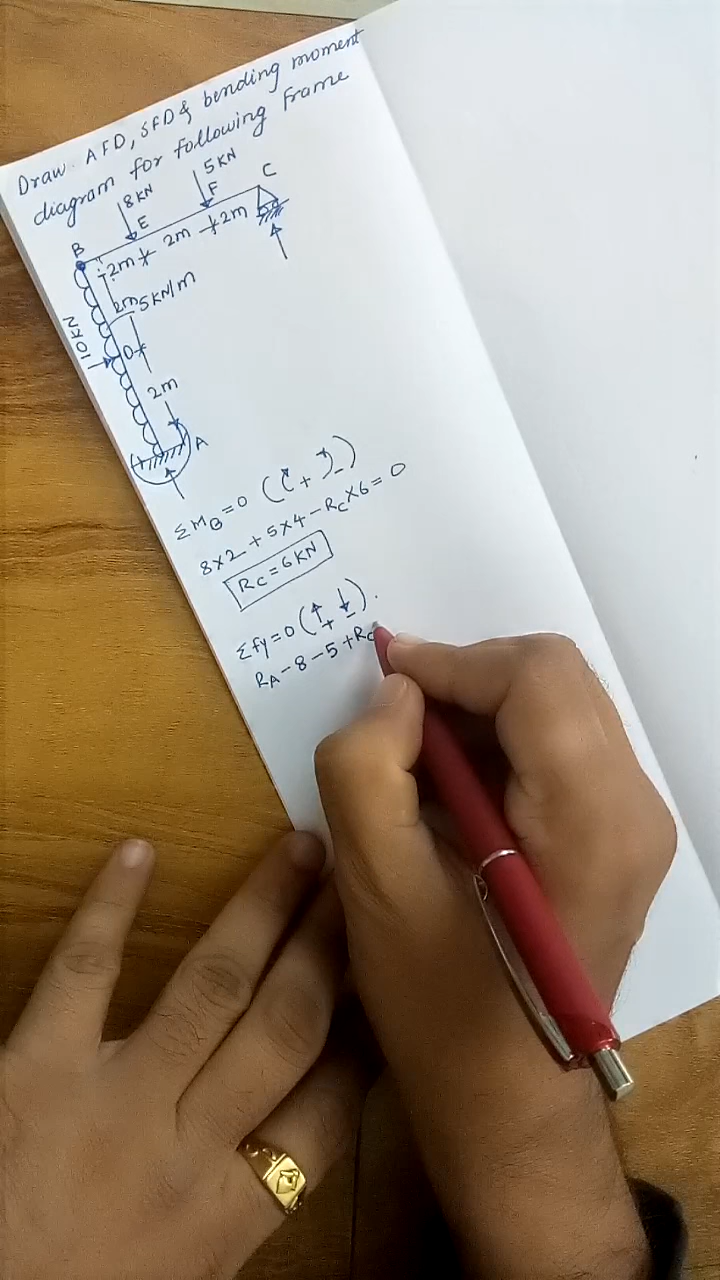 Draw AFD, SFD & bending moment
diagram for following frame
8KN
5KN
C
E
F
B
2m
2m
2m
2m
5KN/m
10KN
D
2m
A
ΣMB=0 (↺ + ↻ -)
8×2+5×4-RC×6=0
RC=6KN
Σfy=0 (↑+ ↓-).
RA-8-5+RC